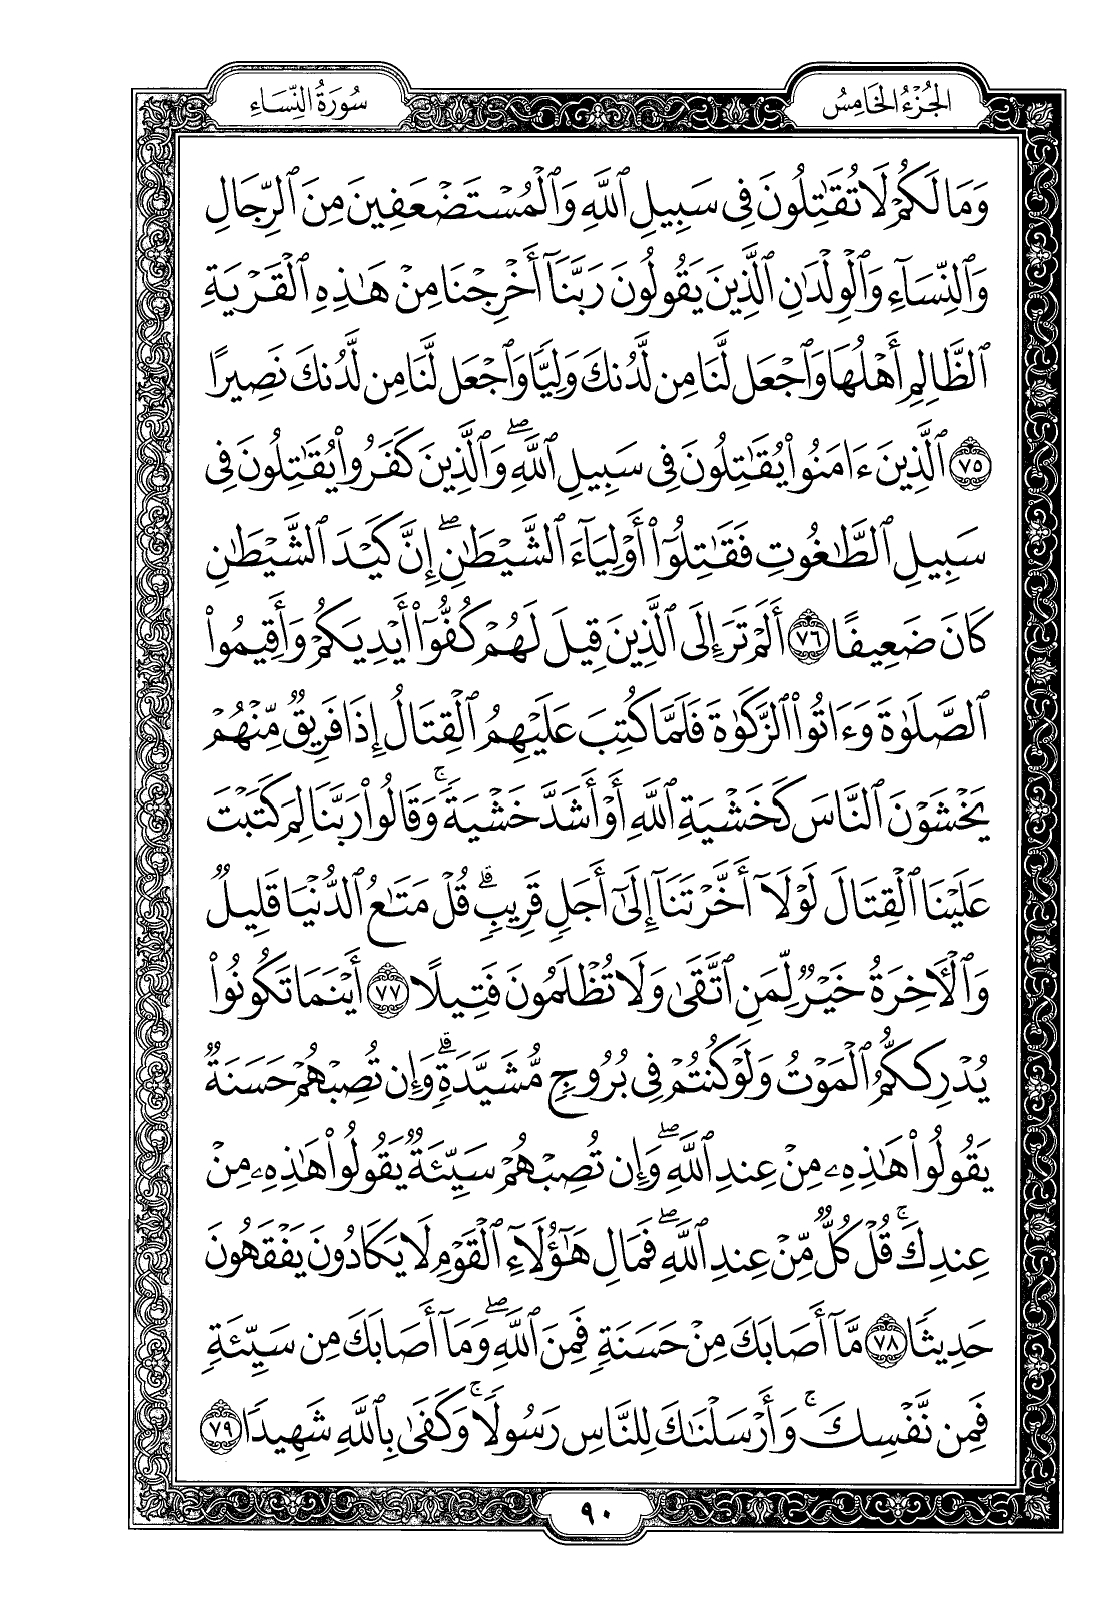 الجُزْءُ الخَامِسُ
سُورَةُ النِّسَاءِ
وَمَا لَكُمْ لَا تُقَٰتِلُونَ فِى سَبِيلِ ٱللَّهِ وَٱلْمُسْتَضْعَفِينَ مِنَ ٱلرِّجَالِ
وَٱلنِّسَآءِ وَٱلْوِلْدَٰنِ ٱلَّذِينَ يَقُولُونَ رَبَّنَآ أَخْرِجْنَا مِنْ هَٰذِهِ ٱلْقَرْيَةِ
ٱلظَّالِمِ أَهْلُهَا وَٱجْعَل لَّنَا مِن لَّدُنكَ وَلِيًّا وَٱجْعَل لَّنَا مِن لَّدُنكَ نَصِيرًا
٧٥ ٱلَّذِينَ ءَامَنُوا۟ يُقَٰتِلُونَ فِى سَبِيلِ ٱللَّهِۖ وَٱلَّذِينَ كَفَرُوا۟ يُقَٰتِلُونَ فِى
سَبِيلِ ٱلطَّٰغُوتِ فَقَٰتِلُوٓا۟ أَوْلِيَآءَ ٱلشَّيْطَٰنِۖ إِنَّ كَيْدَ ٱلشَّيْطَٰنِ
كَانَ ضَعِيفًا ٧٦ أَلَمْ تَرَ إِلَى ٱلَّذِينَ قِيلَ لَهُمْ كُفُّوٓا۟ أَيْدِيَكُمْ وَأَقِيمُوا۟
ٱلصَّلَوٰةَ وَءَاتُوا۟ ٱلزَّكَوٰةَ فَلَمَّا كُتِبَ عَلَيْهِمُ ٱلْقِتَالُ إِذَا فَرِيقٌ مِّنْهُمْ
يَخْشَوْنَ ٱلنَّاسَ كَخَشْيَةِ ٱللَّهِ أَوْ أَشَدَّ خَشْيَةًۚ وَقَالُوا۟ رَبَّنَا لِمَ كَتَبْتَ
عَلَيْنَا ٱلْقِتَالَ لَوْلَآ أَخَّرْتَنَآ إِلَىٰٓ أَجَلٍ قَرِيبٍۗ قُلْ مَتَٰعُ ٱلدُّنْيَا قَلِيلٌ
وَٱلْءَاخِرَةُ خَيْرٌ لِّمَنِ ٱتَّقَىٰ وَلَا تُظْلَمُونَ فَتِيلًا ٧٧ أَيْنَمَا تَكُونُوا۟
يُدْرِككُّمُ ٱلْمَوْتُ وَلَوْ كُنتُمْ فِى بُرُوجٍ مُّشَيَّدَةٍۗ وَإِن تُصِبْهُمْ حَسَنَةٌ
يَقُولُوا۟ هَٰذِهِۦ مِنْ عِندِ ٱللَّهِۖ وَإِن تُصِبْهُمْ سَيِّئَةٌ يَقُولُوا۟ هَٰذِهِۦ مِنْ
عِندِكَۚ قُلْ كُلٌّ مِّنْ عِندِ ٱللَّهِۖ فَمَالِ هَٰٓؤُلَآءِ ٱلْقَوْمِ لَا يَكَادُونَ يَفْقَهُونَ
حَدِيثًا ٧٨ مَّآ أَصَابَكَ مِنْ حَسَنَةٍ فَمِنَ ٱللَّهِۖ وَمَآ أَصَابَكَ مِن سَيِّئَةٍ
فَمِن نَّفْسِكَۚ وَأَرْسَلْنَٰكَ لِلنَّاسِ رَسُولًاۚ وَكَفَىٰ بِٱللَّهِ شَهِيدًا ٧٩
٩٠